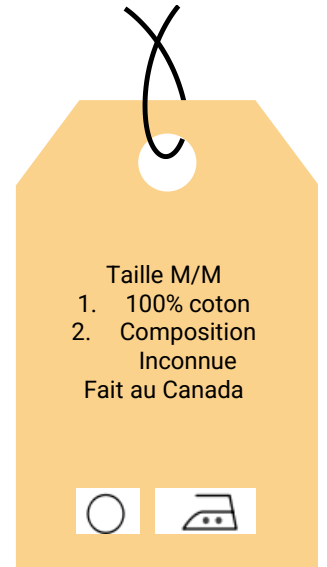 Taille M/M
1. 100% coton
2. Composition
Inconnue
Fait au Canada